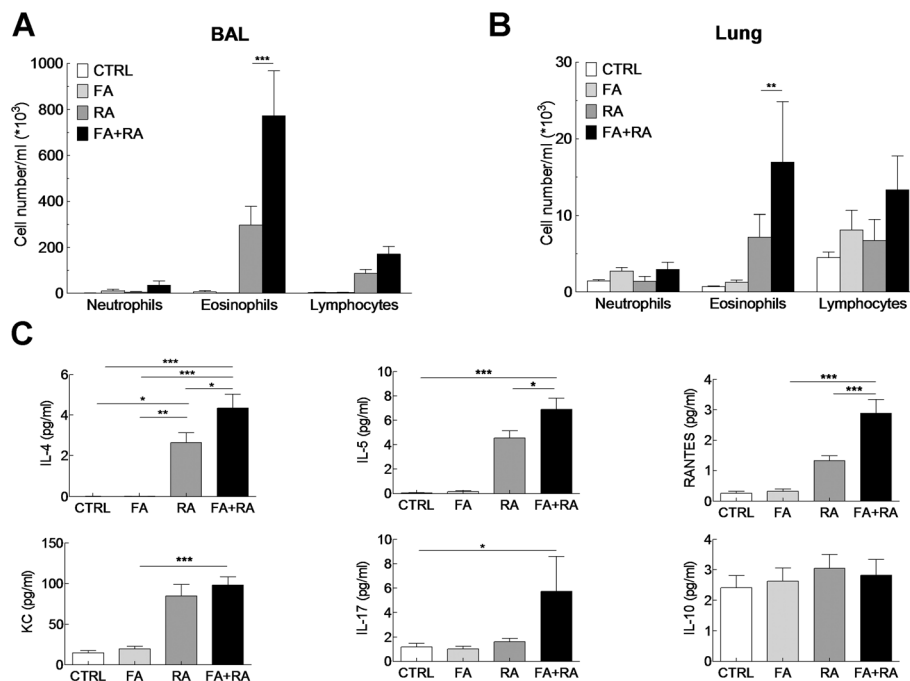 A
BAL
1000
800
600
400
200
0
Cell number/ml (*10³)
CTRL
FA
RA
FA+RA
***
Neutrophils Eosinophils Lymphocytes
B
Lung
30
20
10
0
Cell number/ml (*10³)
CTRL
FA
RA
FA+RA
**
Neutrophils Eosinophils Lymphocytes
C
IL-4 (pg/ml)
6
4
2
0
***
***
*
*
**
CTRL FA RA FA+RA
IL-5 (pg/ml)
10
8
6
4
2
0
***
*
CTRL FA RA FA+RA
RANTES (pg/ml)
4
3
2
1
0
***
***
CTRL FA RA FA+RA
KC (pg/ml)
150
100
50
0
***
CTRL FA RA FA+RA
IL-17 (pg/ml)
10
8
6
4
2
0
*
CTRL FA RA FA+RA
IL-10 (pg/ml)
4
3
2
1
0
CTRL FA RA FA+RA